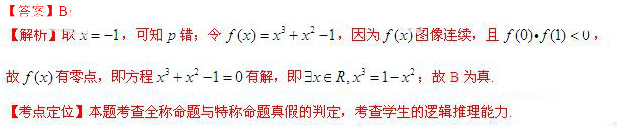 【答案】B
【解析】取 x = −1，可知 p 错；令 f(x) = x³ + x² −1，因为 f(x) 图像连续，且 f(0)•f(1) < 0，
故 f(x) 有零点，即方程 x³ + x² −1 = 0 有解，即 ∃x∈R, x³ = 1− x²；故 B 为真.
【考点定位】本题考查全称命题与特称命题真假的判定，考查学生的逻辑推理能力.